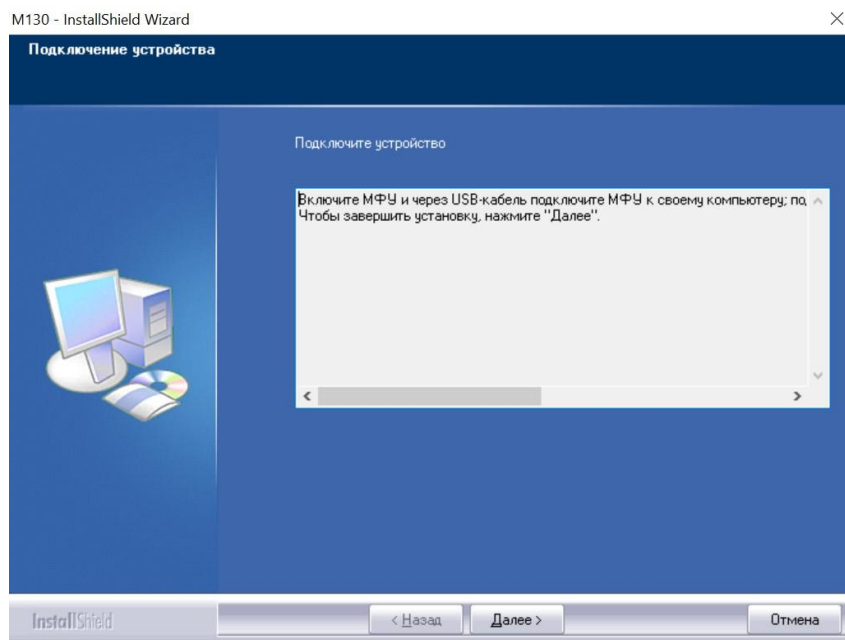 M130 - InstallShield Wizard
Подключение устройства
Подключите устройство
Включите МФУ и через USB-кабель подключите МФУ к своему компьютеру; по
Чтобы завершить установку, нажмите "Далее".
InstallShield
< Назад
Далее >
Отмена